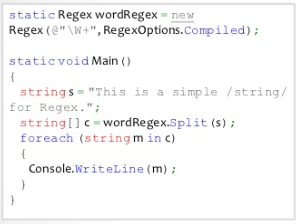 static Regex wordRegex = new
Regex(@"\W+", RegexOptions.Compiled);
static void Main ()
{
string s = "This is a simple /string/
for Regex.";
string[] c = wordRegex.Split (s);
foreach (string m in c)
{
Console.WriteLine(m);
}
}